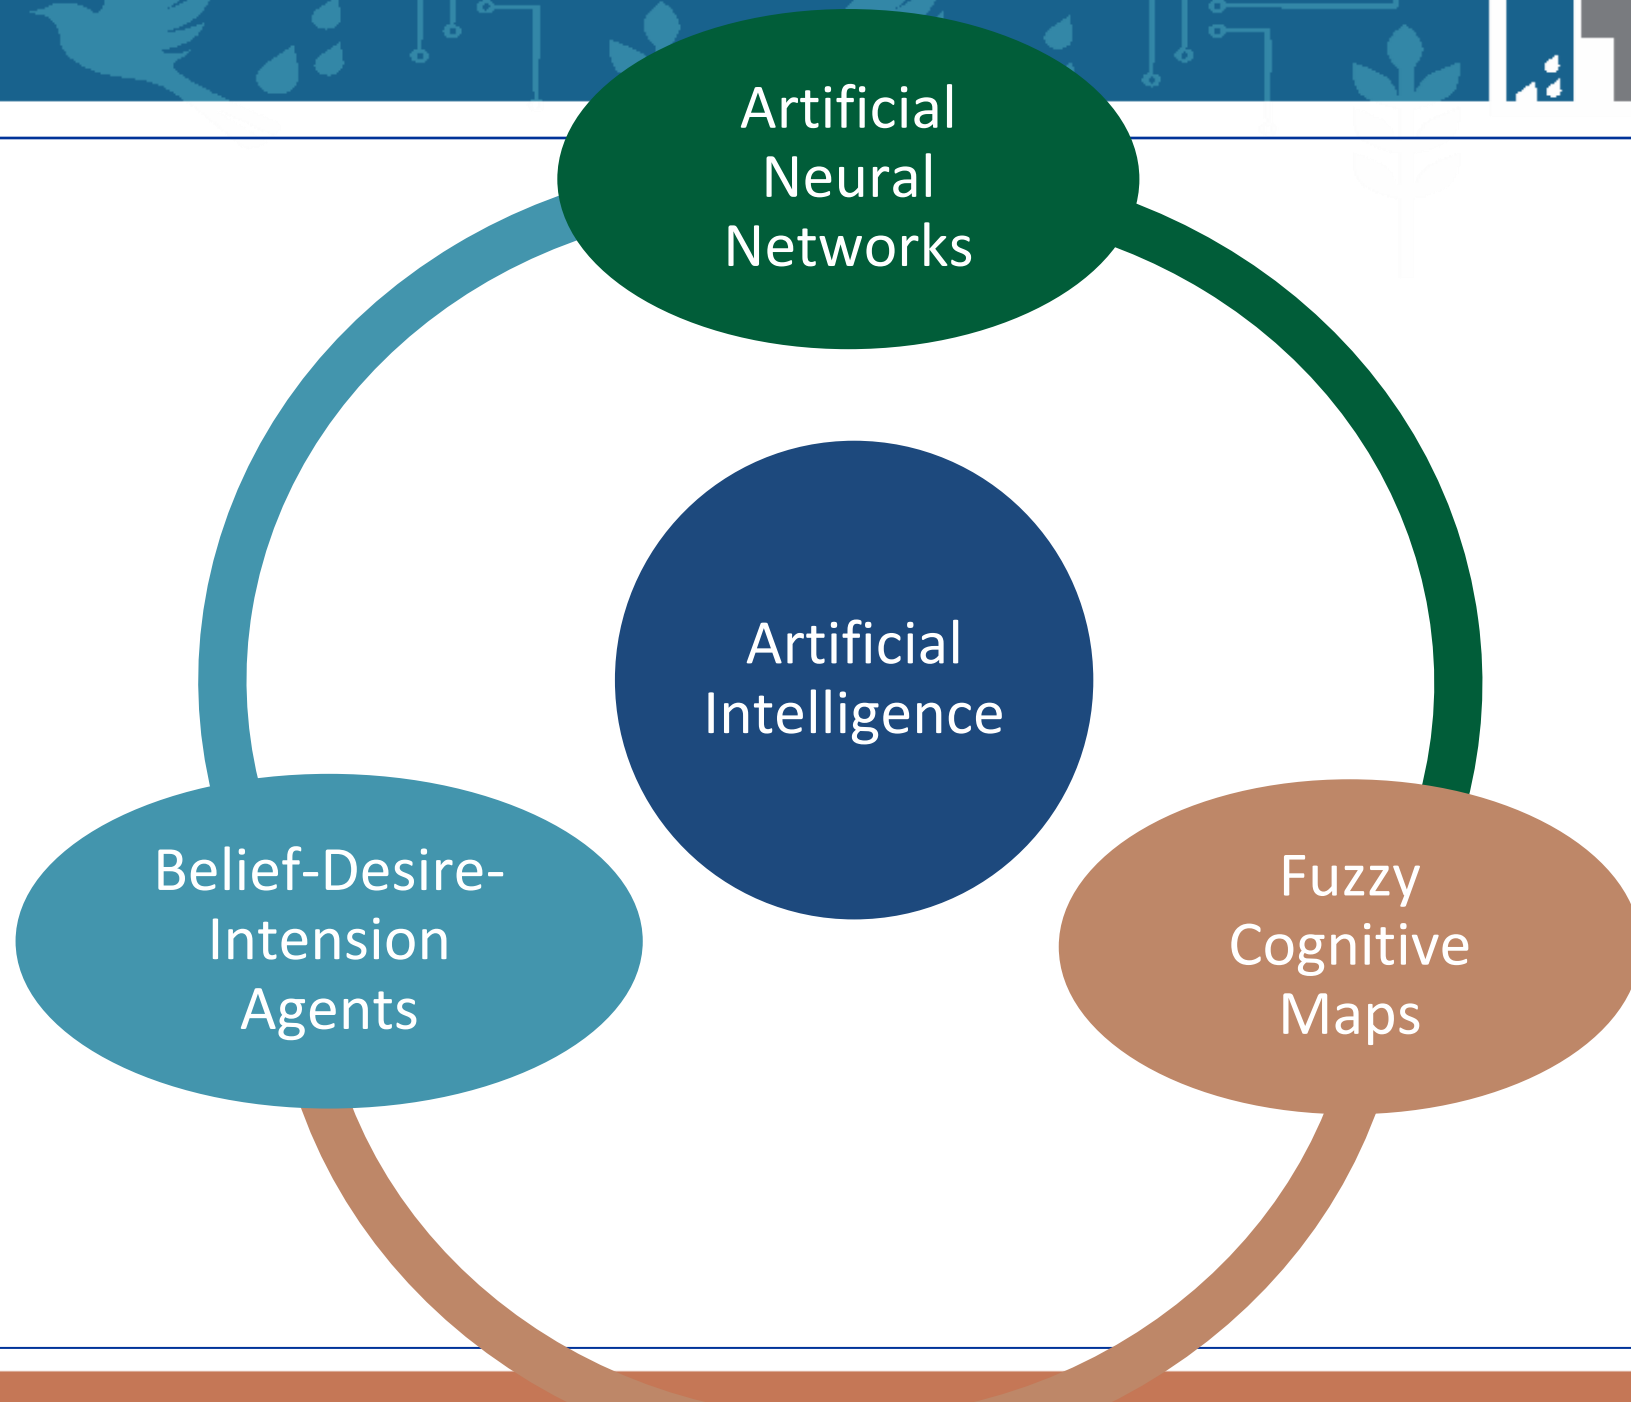 Artificial
Neural
Networks
Artificial
Intelligence
Belief-Desire-
Intension
Agents
Fuzzy
Cognitive
Maps